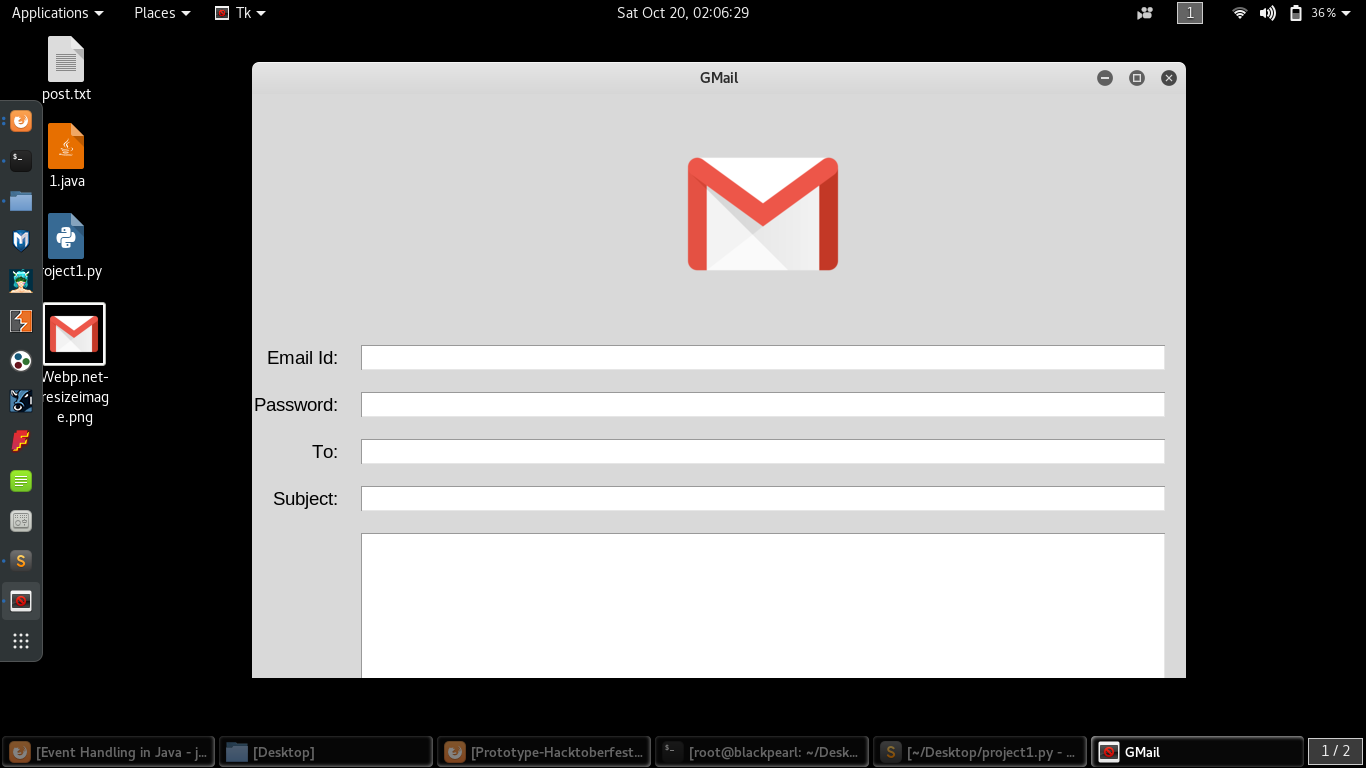 Applications Places Tk Sat Oct 20, 02:06:29 1 36%
post.txt
1.java
roject1.py
Webp.net-
resizeimag
e.png
GMail
Email Id:
Password:
To:
Subject:
[Event Handling in Java - j... [Desktop] [Prototype-Hacktoberfest... [root@blackpearl: ~/Desk... [~/Desktop/project1.py - ... GMail 1 / 2